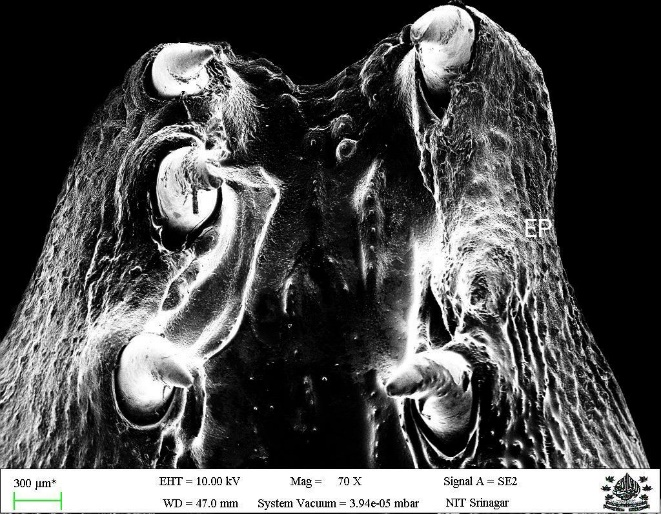 EP
300 µm*
EHT = 10.00 kV
Mag = 70 X
Signal A = SE2
WD = 47.0 mm
System Vacuum = 3.94e-05 mbar
NIT Srinagar